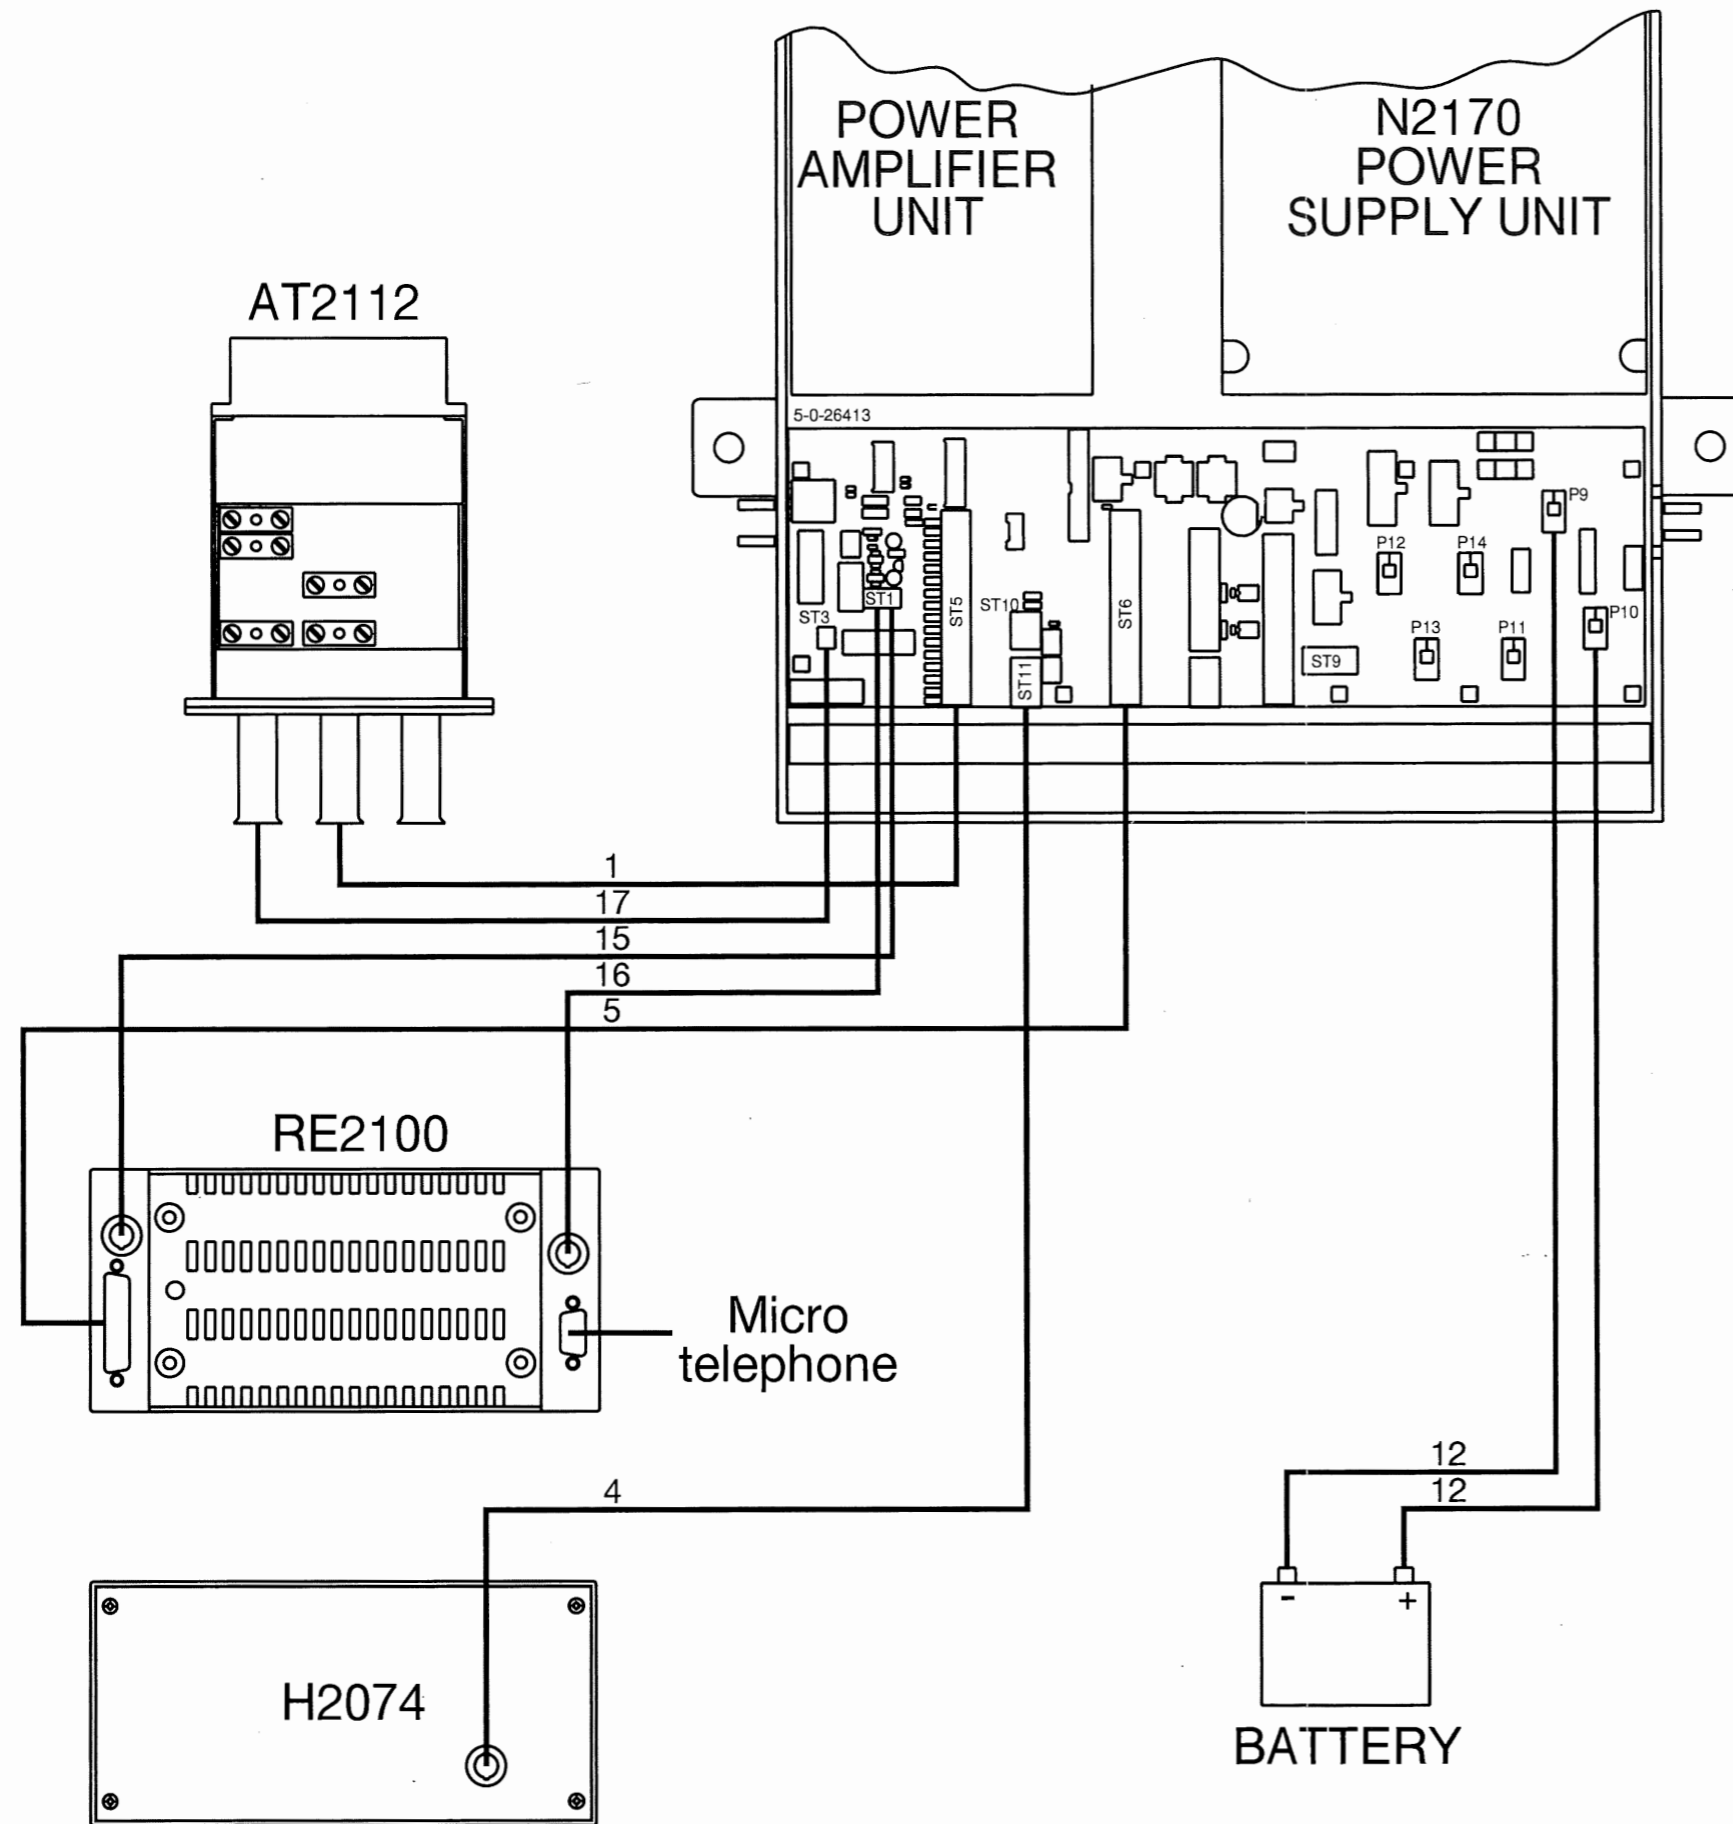 POWER
AMPLIFIER
UNIT
N2170
POWER
SUPPLY UNIT
AT2112
5-0-26413
P9
P12
P14
ST1
ST3
ST5
ST10
ST6
P10
P13
P11
ST9
ST11
1
17
15
16
5
RE2100
Micro
telephone
12
12
4
- +
H2074
BATTERY